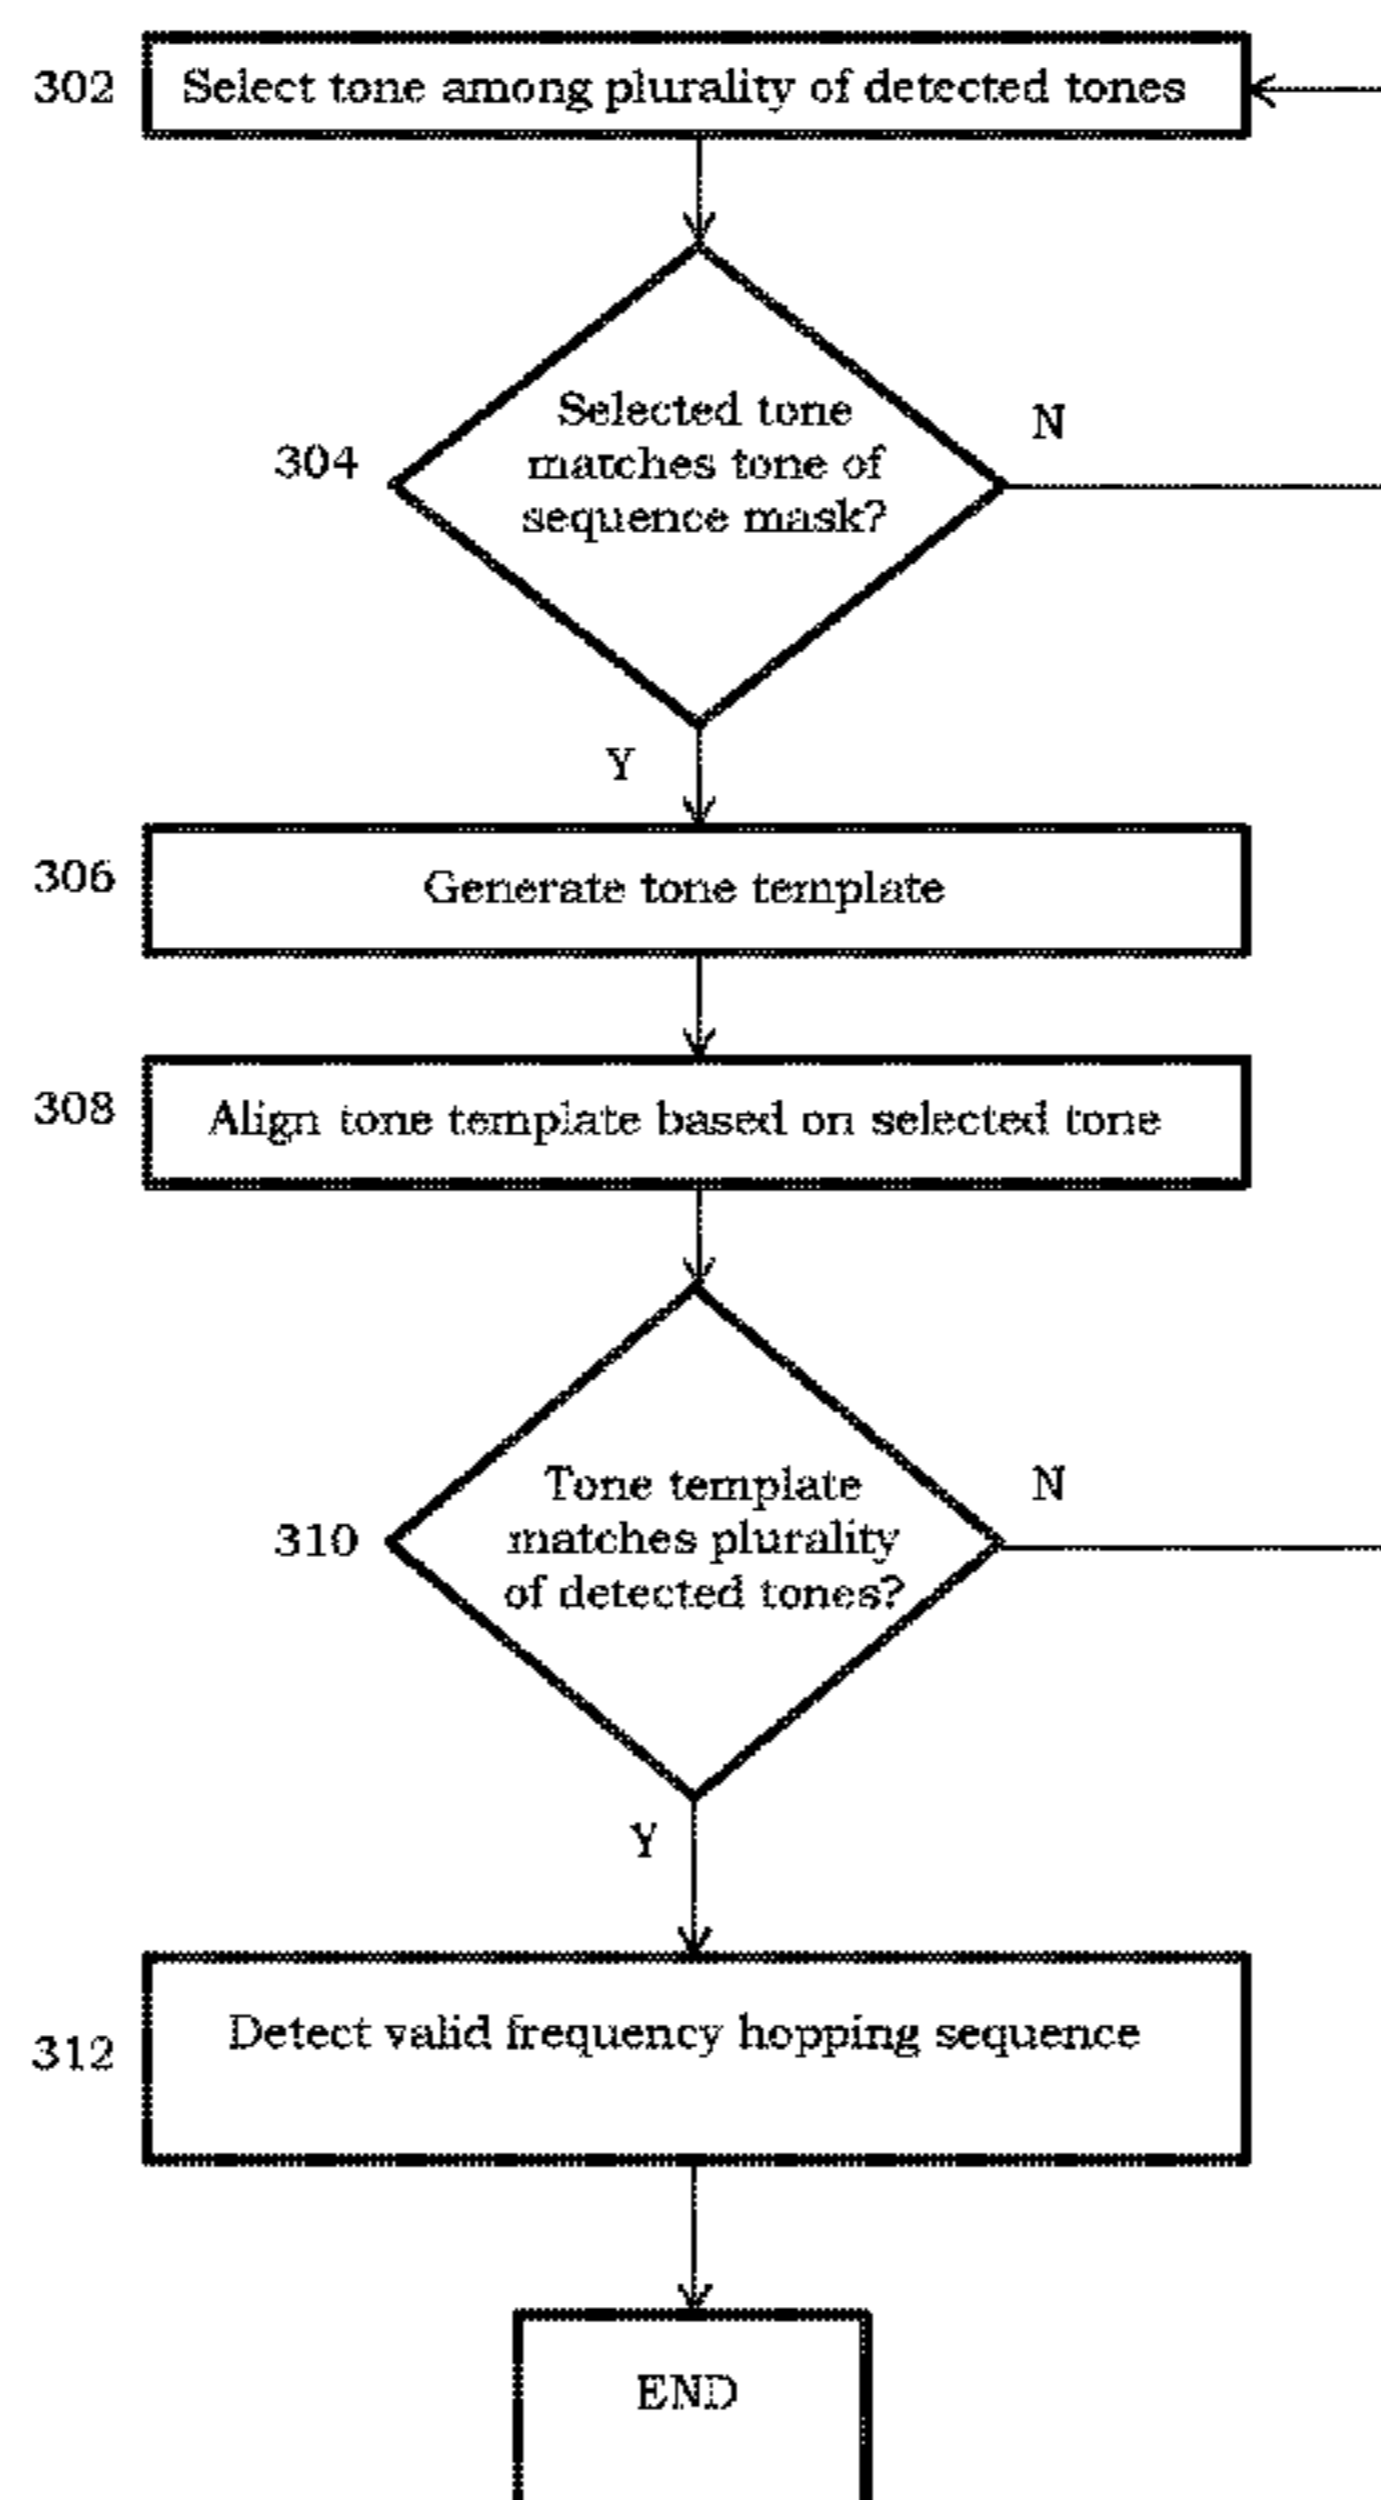 302 Select tone among plurality of detected tones
Selected tone
N
304 matches tone of
sequence mask?
Y
306 Generate tone template
308 Align tone template based on selected tone
Tone template
N
310 matches plurality
of detected tones?
Y
Detect valid frequency hopping sequence
312
END